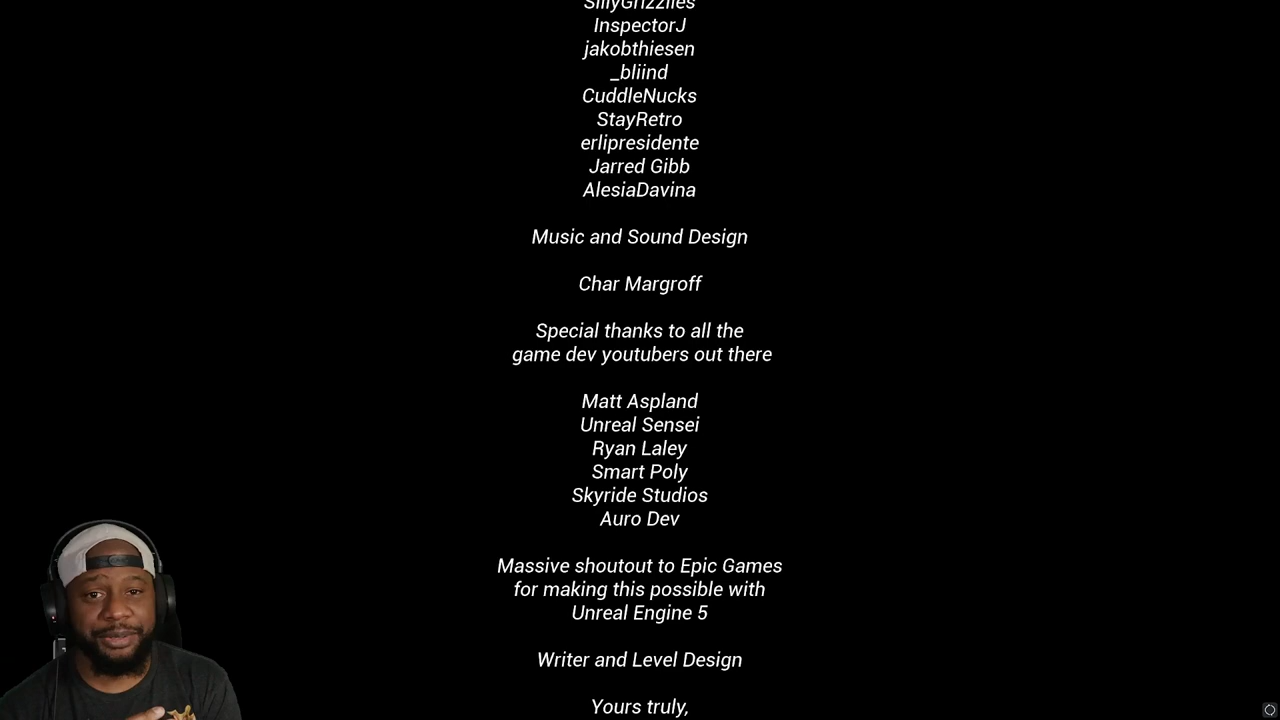 SillyGrizzlies
InspectorJ
jakobthiesen
_bliind
CuddleNucks
StayRetro
erlipresidente
Jarred Gibb
AlesiaDavina
Music and Sound Design
Char Margroff
Special thanks to all the
game dev youtubers out there
Matt Aspland
Unreal Sensei
Ryan Laley
Smart Poly
Skyride Studios
Auro Dev
Massive shoutout to Epic Games
for making this possible with
Unreal Engine 5
Writer and Level Design
Yours truly,